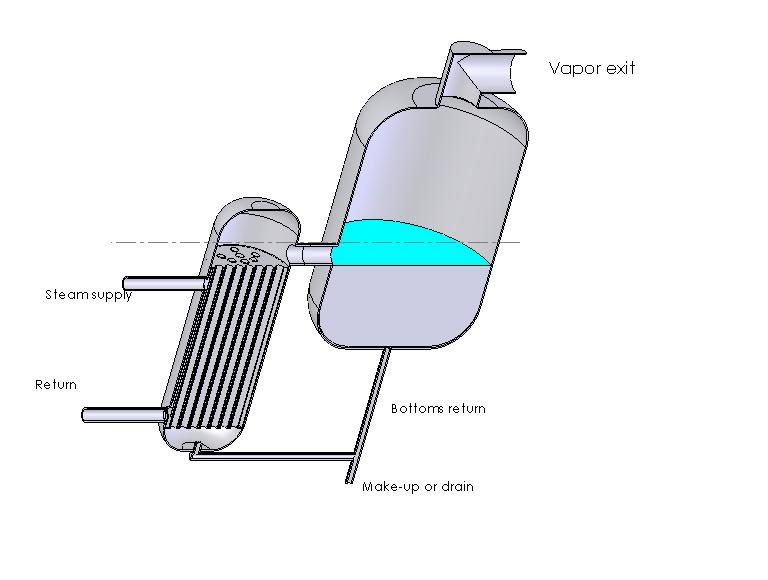 Vapor exit
Steam supply
Return
Bottoms return
Make-up or drain